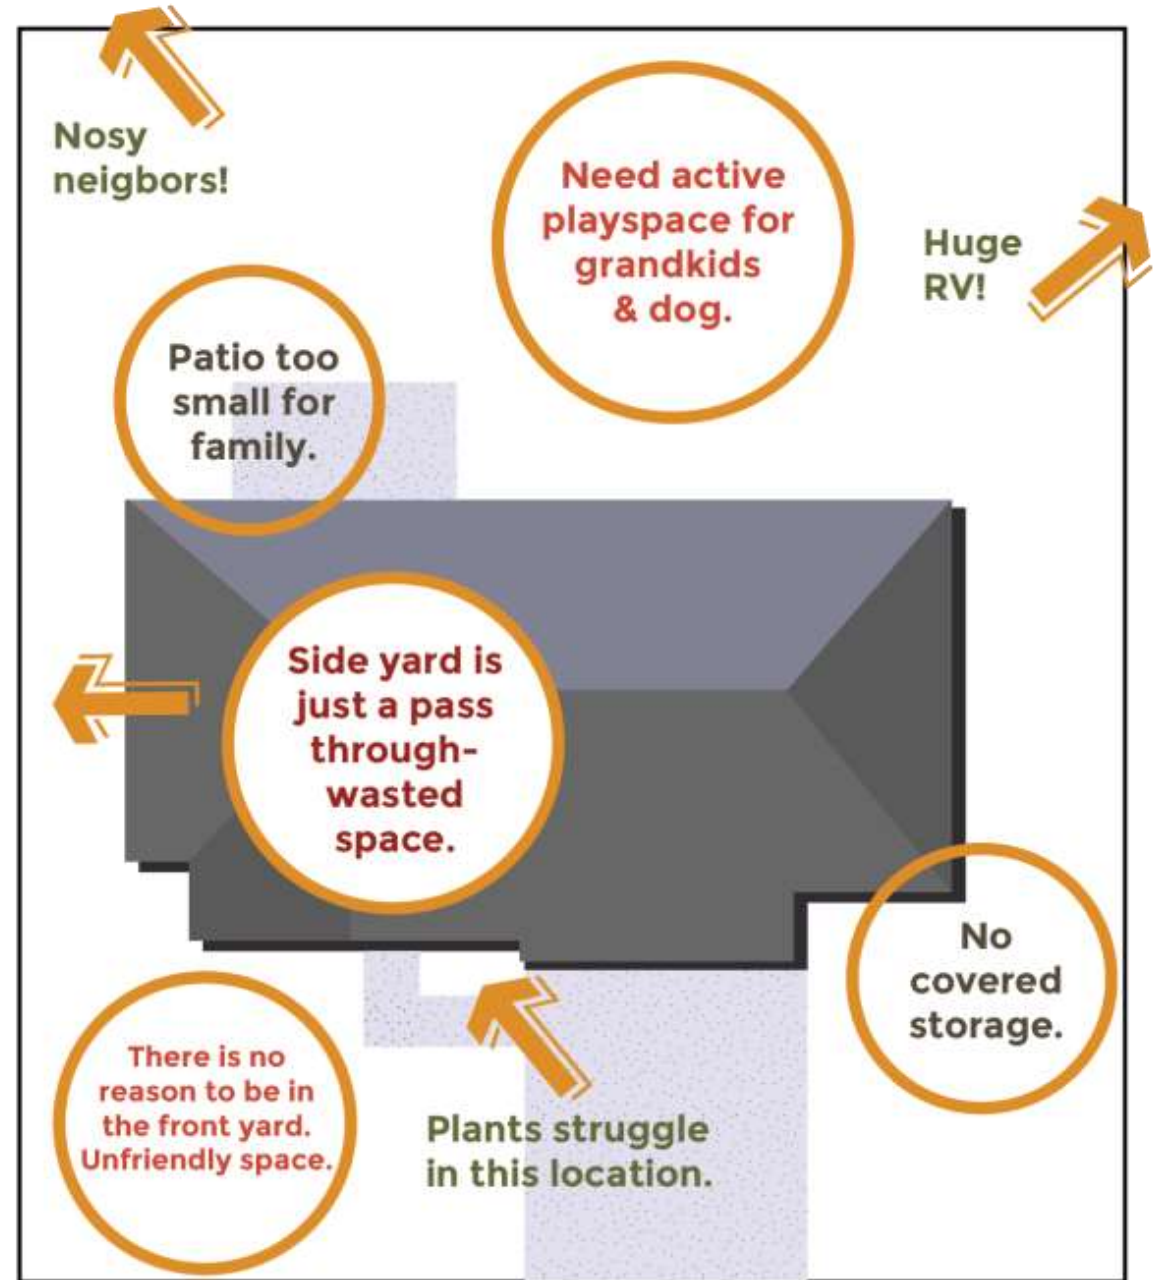 Nosy
neigbors!
Need active
playspace for
grandkids
& dog.
Huge
RV!
Patio too
small for
family.
Side yard is
just a pass
through-
wasted
space.
No
covered
storage.
There is no
reason to be in
the front yard.
Unfriendly space.
Plants struggle
in this location.